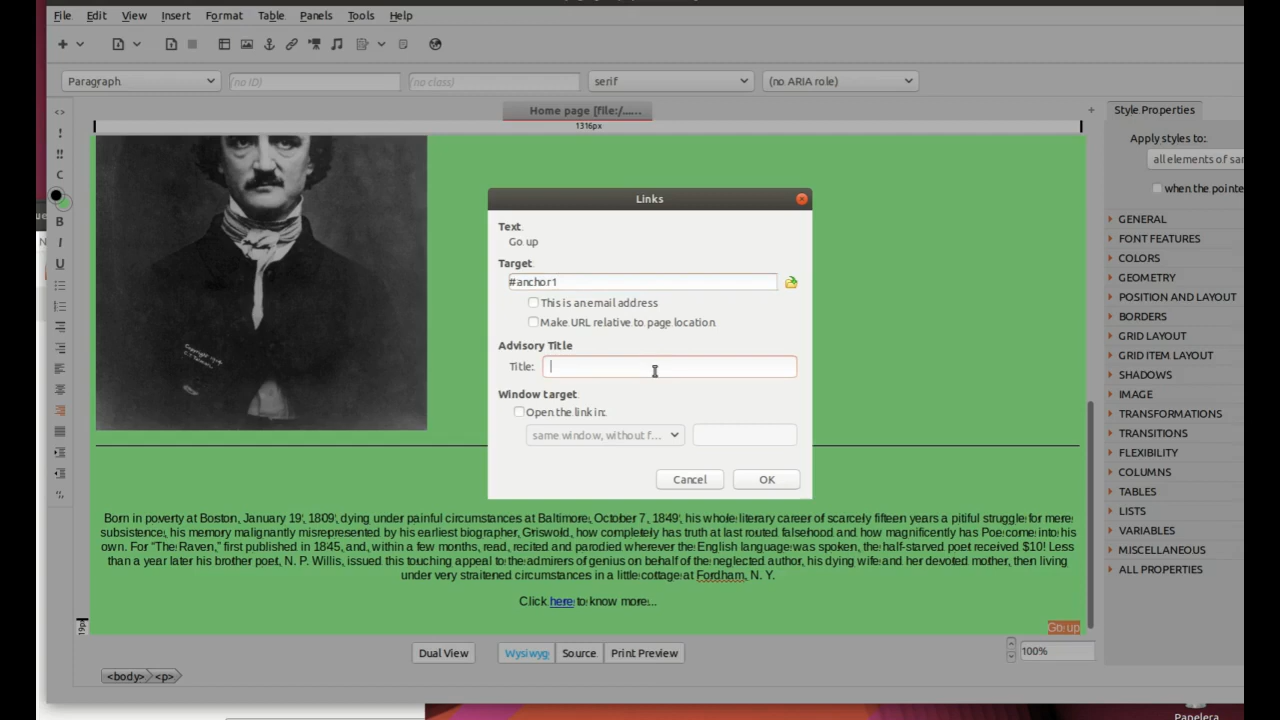 File Edit View Insert Format Table Panels Tools Help
Paragraph (no ID) (no class) serif (no ARIA role)
Home page [file:/......
1316px
Style Properties
Apply styles to:
all elements of sar
when the pointe
GENERAL
FONT FEATURES
COLORS
GEOMETRY
POSITION AND LAYOUT
BORDERS
GRID LAYOUT
GRID ITEM LAYOUT
SHADOWS
IMAGE
TRANSFORMATIONS
TRANSITIONS
FLEXIBILITY
COLUMNS
TABLES
LISTS
VARIABLES
MISCELLANEOUS
ALL PROPERTIES
!
!!
C
B
I
U
Links
Text
Go up
Target
#anchor1
This is an email address
Make URL relative to page location
Advisory Title
Title:
Window target
Open the link in:
same window, without f...
Cancel OK
Born in poverty at Boston, January 19, 1809, dying under painful circumstances at Baltimore, October 7, 1849, his whole literary career of scarcely fifteen years a pitiful struggle for mere
subsistence, his memory malignantly misrepresented by his earliest biographer, Griswold, how completely has truth at last routed falsehood and how magnificently has Poe come into his
own. For "The Raven," first published in 1845, and, within a few months, read, recited and parodied wherever the English language was spoken, the half-starved poet received $10! Less
than a year later his brother poet, N. P. Willis, issued this touching appeal to the admirers of genius on behalf of the neglected author, his dying wife and her devoted mother, then living
under very straitened circumstances in a little cottage at Fordham, N. Y.
Click here to know more...
Go up
19px
Dual View Wysiwyg Source Print Preview 100%
<body> <p>
Papelera